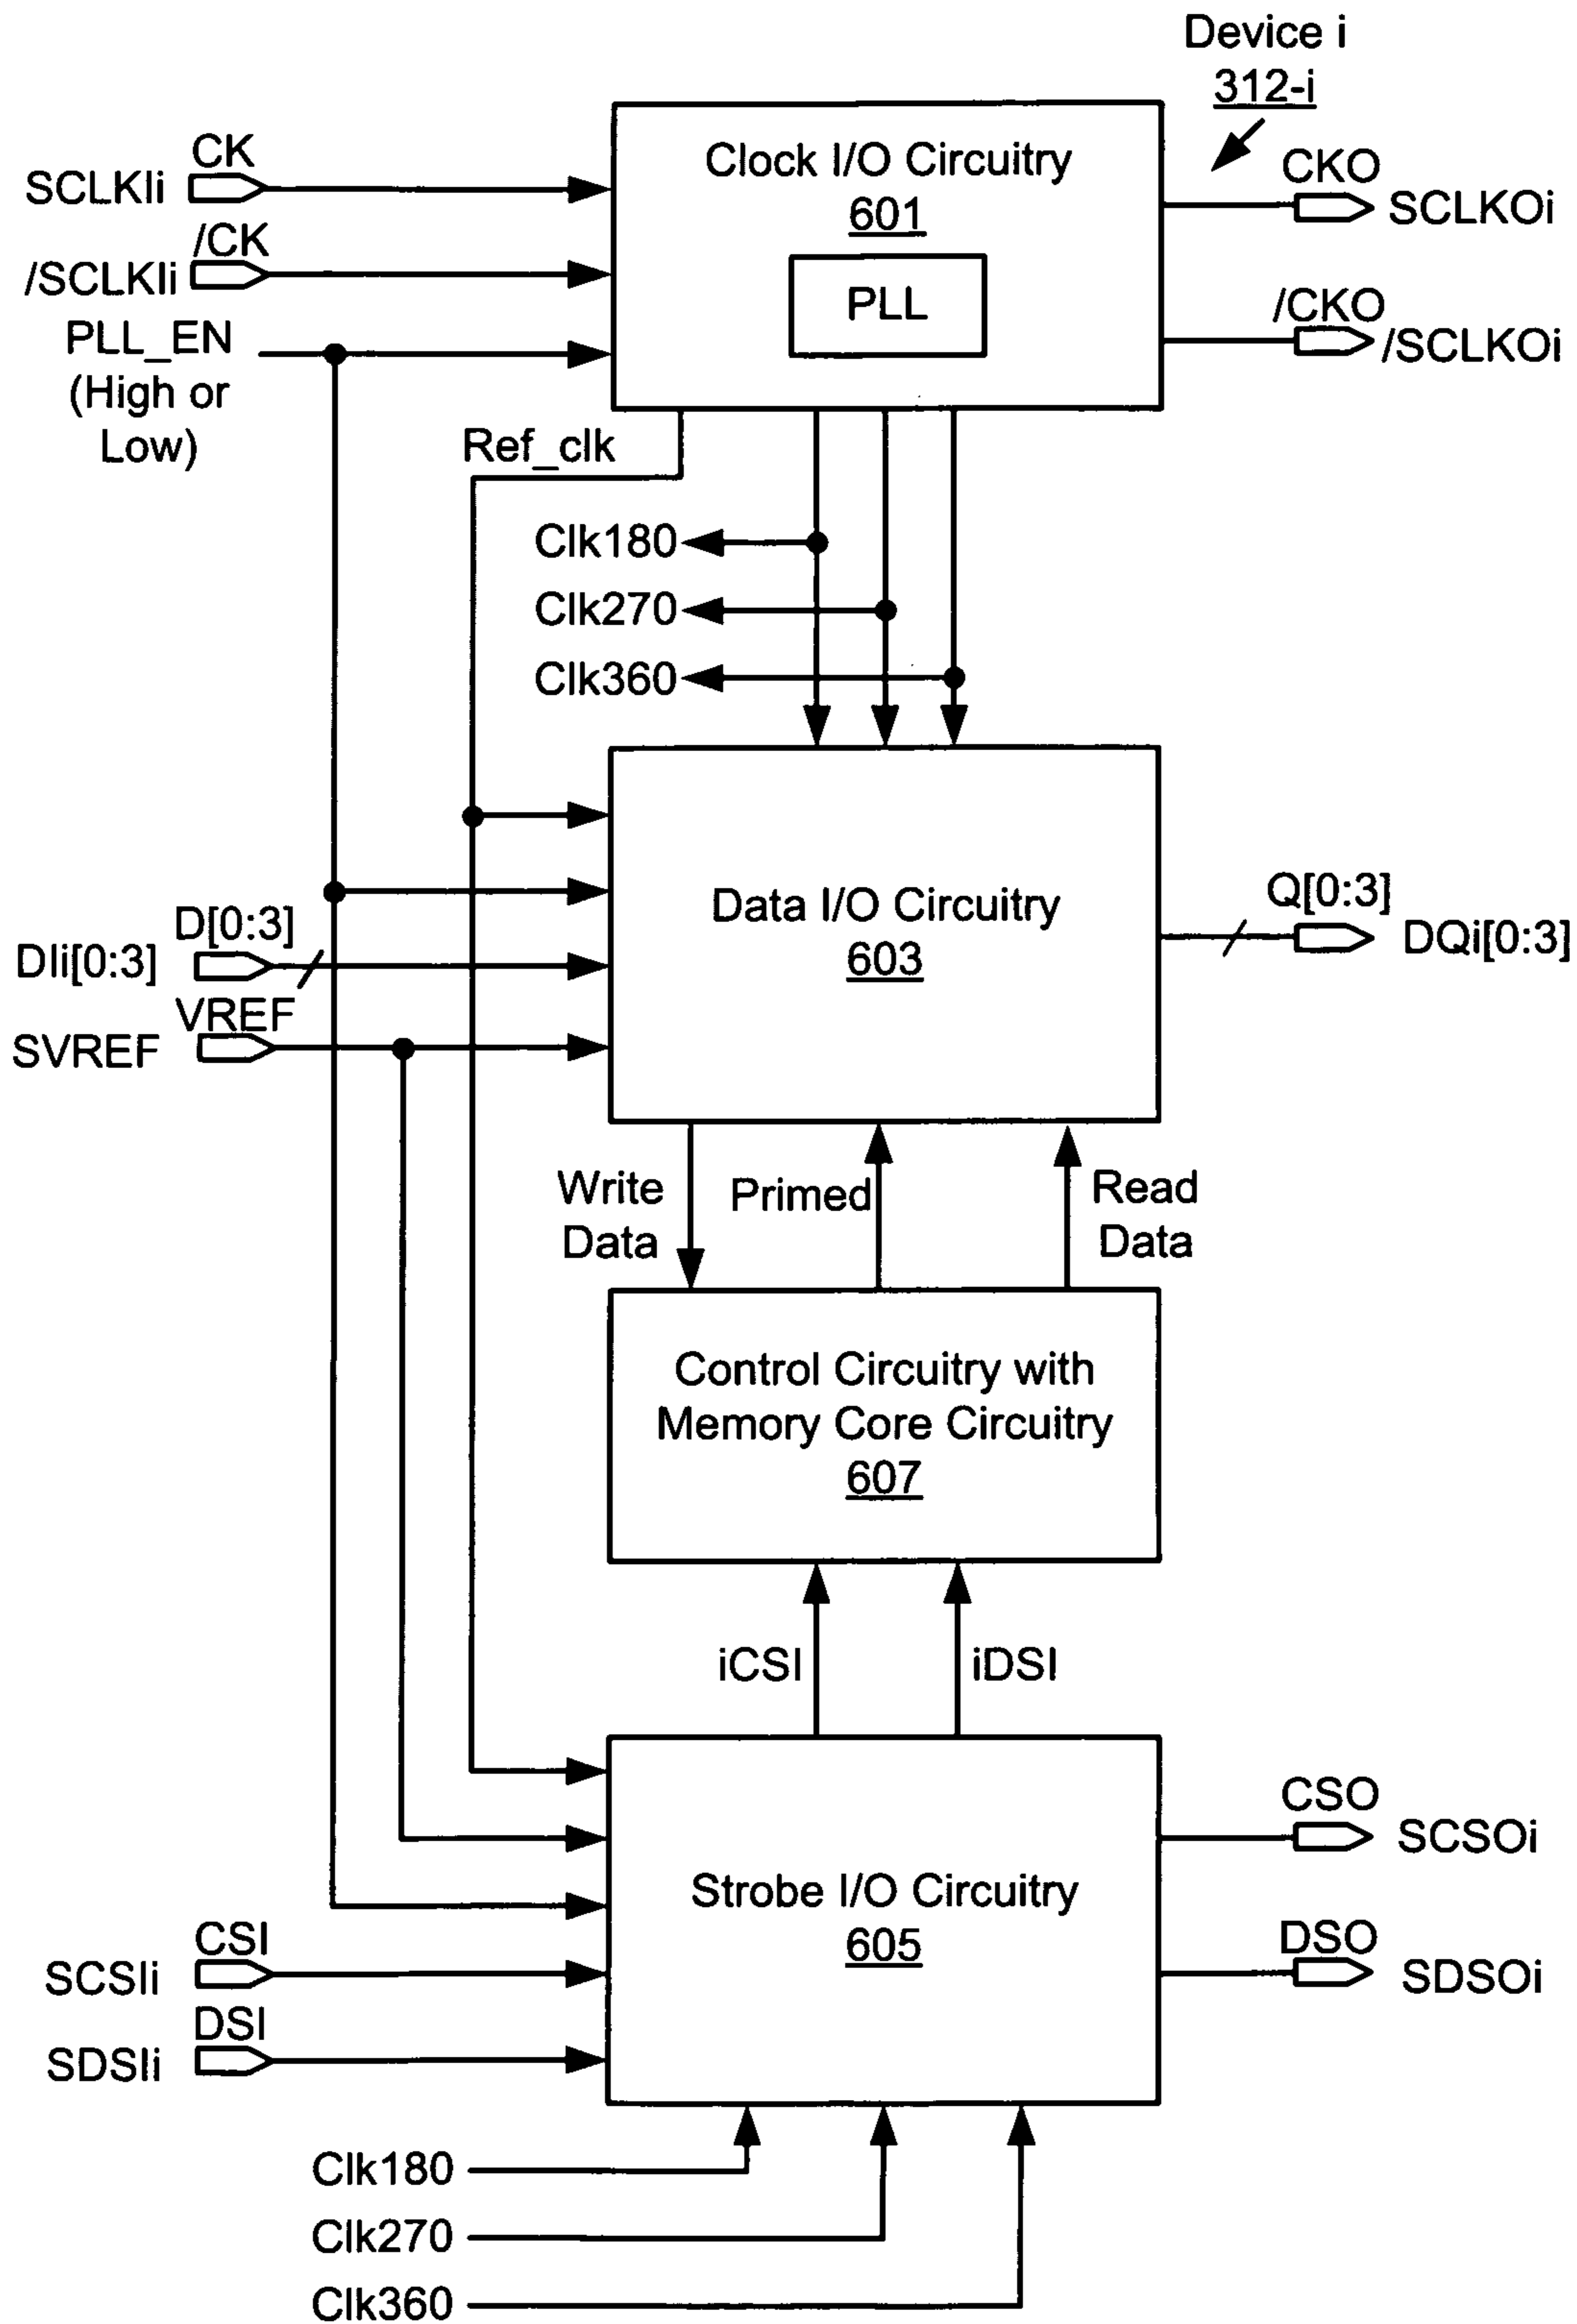 Device i
312-i
CK
SCLKIi
/CK
/SCLKIi
PLL_EN
(High or
Low)
Clock I/O Circuitry
601
PLL
CKO
SCLKOi
/CKO
/SCLKOi
Ref_clk
Clk180
Clk270
Clk360
D[0:3]
DIi[0:3]
VREF
SVREF
Data I/O Circuitry
603
Q[0:3]
DQi[0:3]
Write
Data
Primed
Read
Data
Control Circuitry with
Memory Core Circuitry
607
iCSI
iDSI
Strobe I/O Circuitry
605
CSI
SCSIi
DSI
SDSIi
CSO
SCSOi
DSO
SDSOi
Clk180
Clk270
Clk360